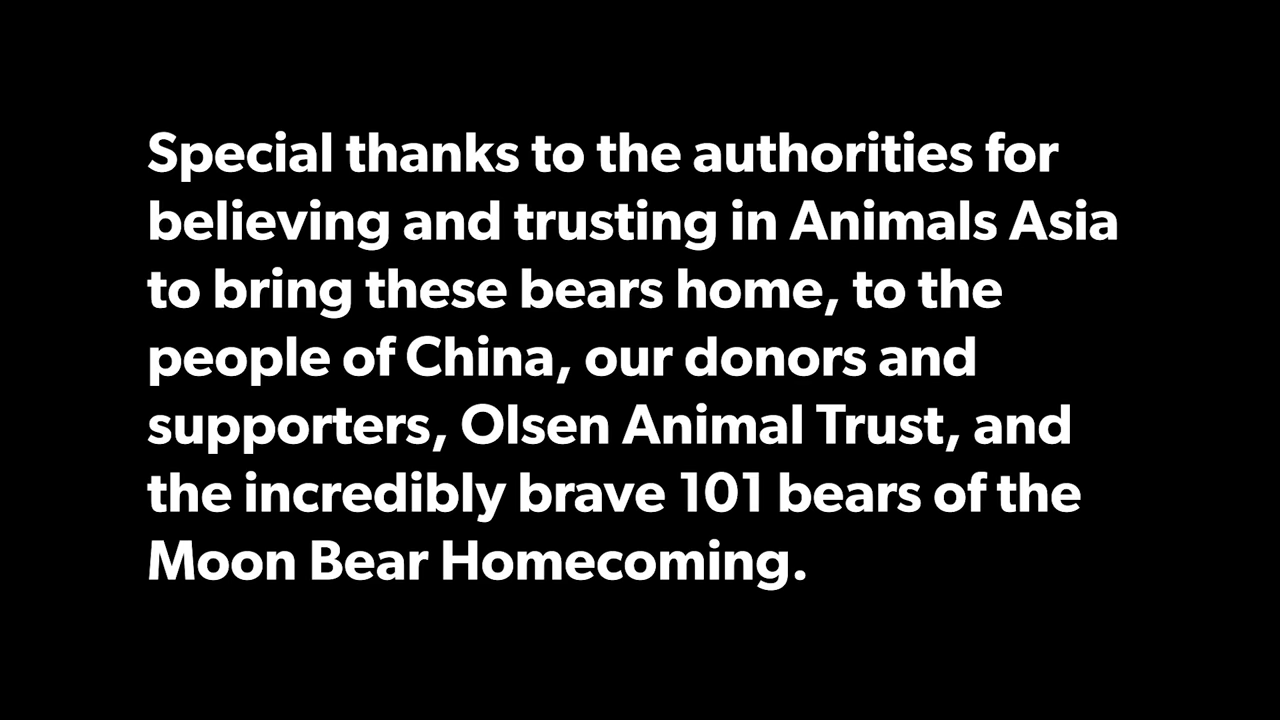 Special thanks to the authorities for
believing and trusting in Animals Asia
to bring these bears home, to the
people of China, our donors and
supporters, Olsen Animal Trust, and
the incredibly brave 101 bears of the
Moon Bear Homecoming.